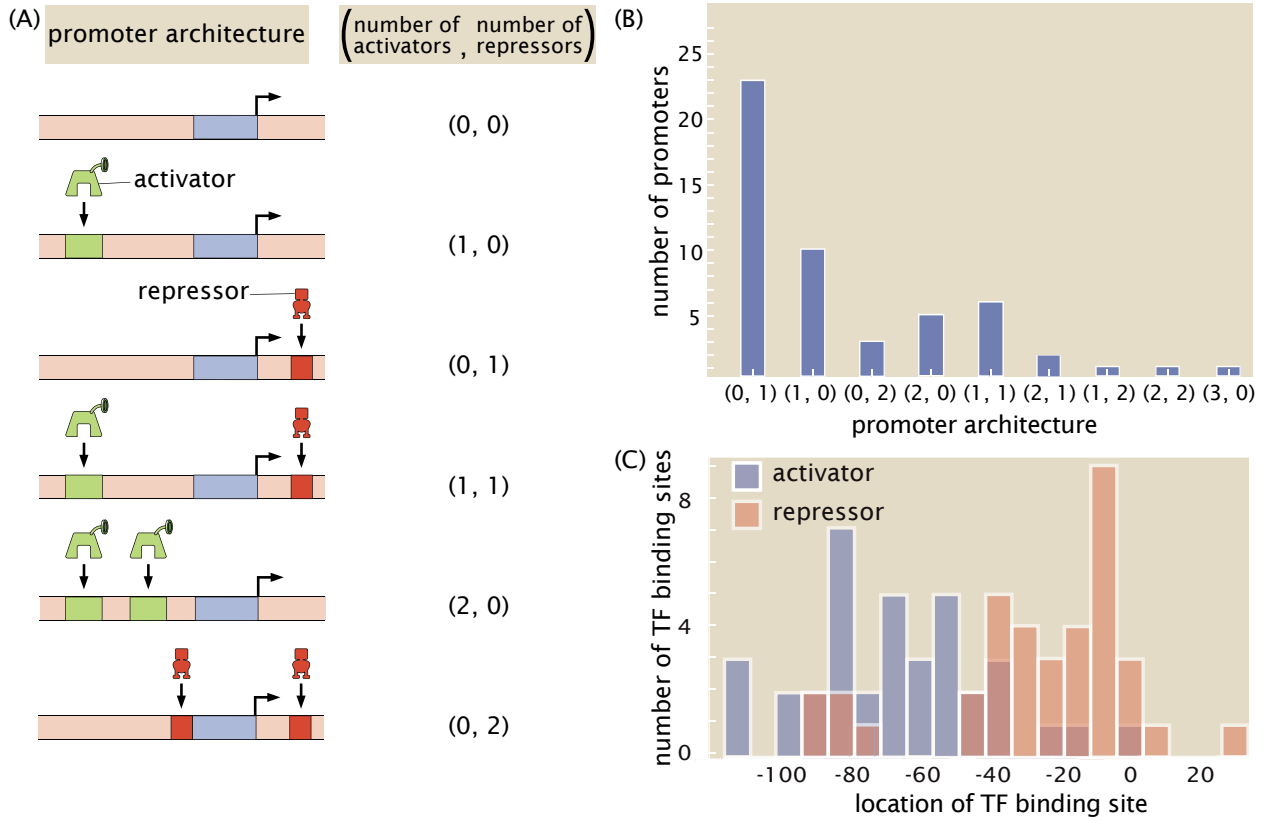 (A)
promoter architecture
(number of activators, number of repressors)
(0, 0)
activator
(1, 0)
repressor
(0, 1)
(1, 1)
(2, 0)
(0, 2)
(B)
number of promoters
25
20
15
10
5
(0, 1) (1, 0) (0, 2) (2, 0) (1, 1) (2, 1) (1, 2) (2, 2) (3, 0)
promoter architecture
(C)
number of TF binding sites
activator
repressor
8
4
0
-100 -80 -60 -40 -20 0 20
location of TF binding site